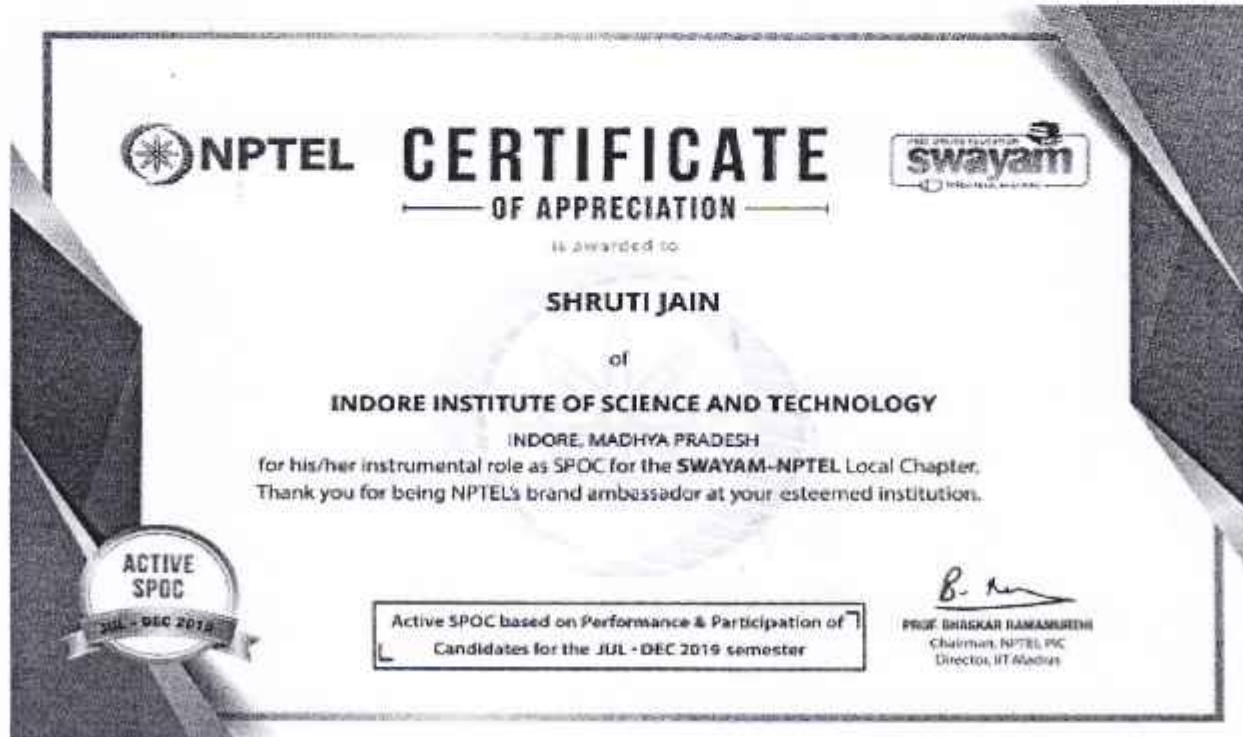 NPTEL
CERTIFICATE
OF APPRECIATION
swayam
is awarded to
SHRUTI JAIN
of
INDORE INSTITUTE OF SCIENCE AND TECHNOLOGY
INDORE, MADHYA PRADESH
for his/her instrumental role as SPOC for the SWAYAM-NPTEL Local Chapter.
Thank you for being NPTEL's brand ambassador at your esteemed institution.
ACTIVE
SPOC
JUL - DEC 2019
Active SPOC based on Performance & Participation of
Candidates for the JUL - DEC 2019 semester
B. 
PROF. BHASKAR RAMAMURTHI
Chairman, NPTEL PIC
Director, IIT Madras